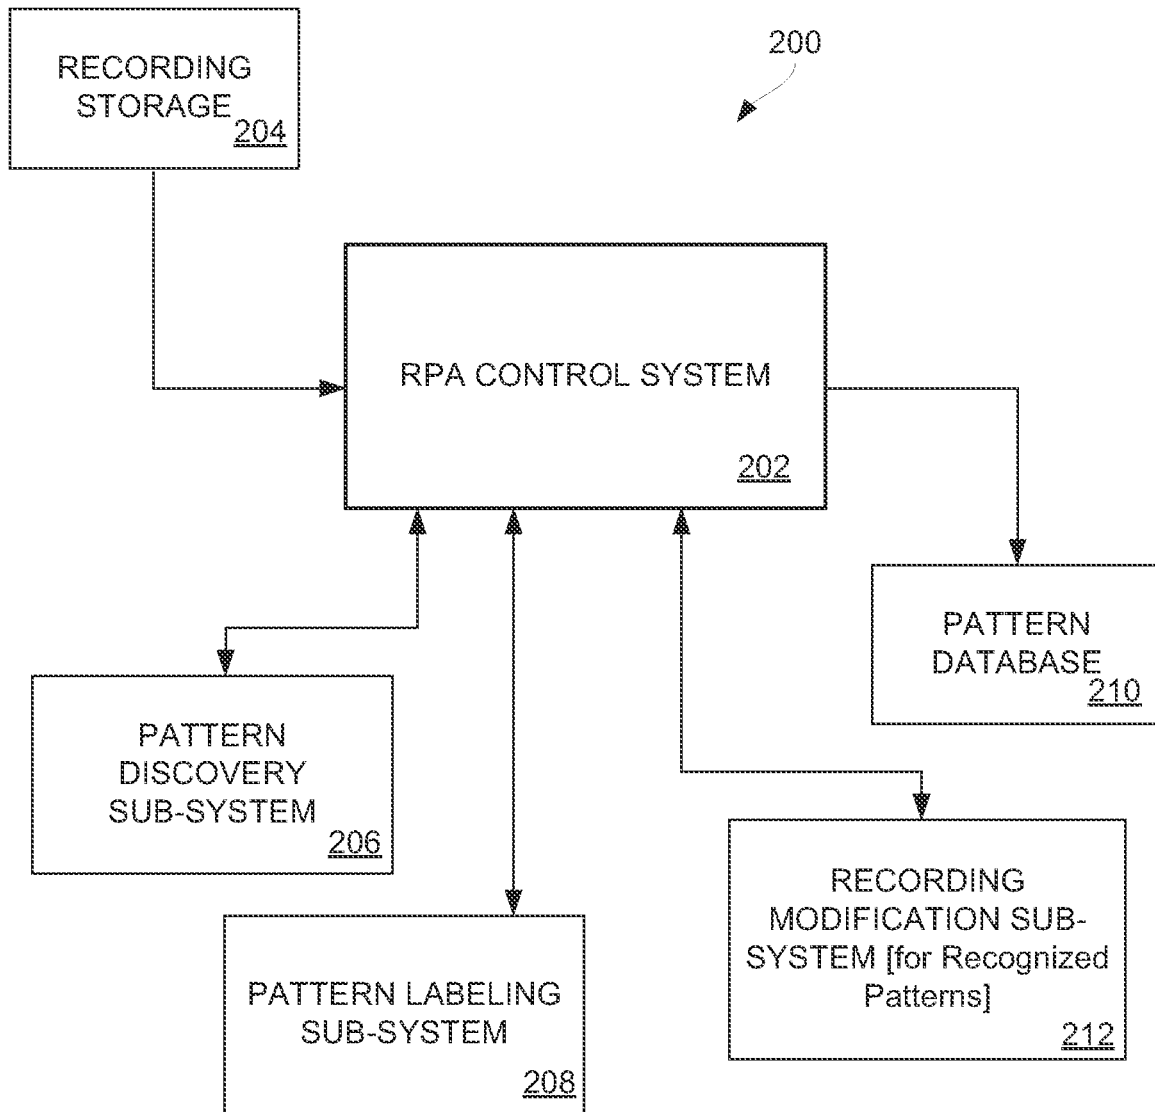 RECORDING
STORAGE
204
200
RPA CONTROL SYSTEM
202
PATTERN
DATABASE
210
PATTERN
DISCOVERY
SUB-SYSTEM
206
PATTERN LABELING
SUB-SYSTEM
208
RECORDING
MODIFICATION SUB-
SYSTEM [for Recognized
Patterns]
212